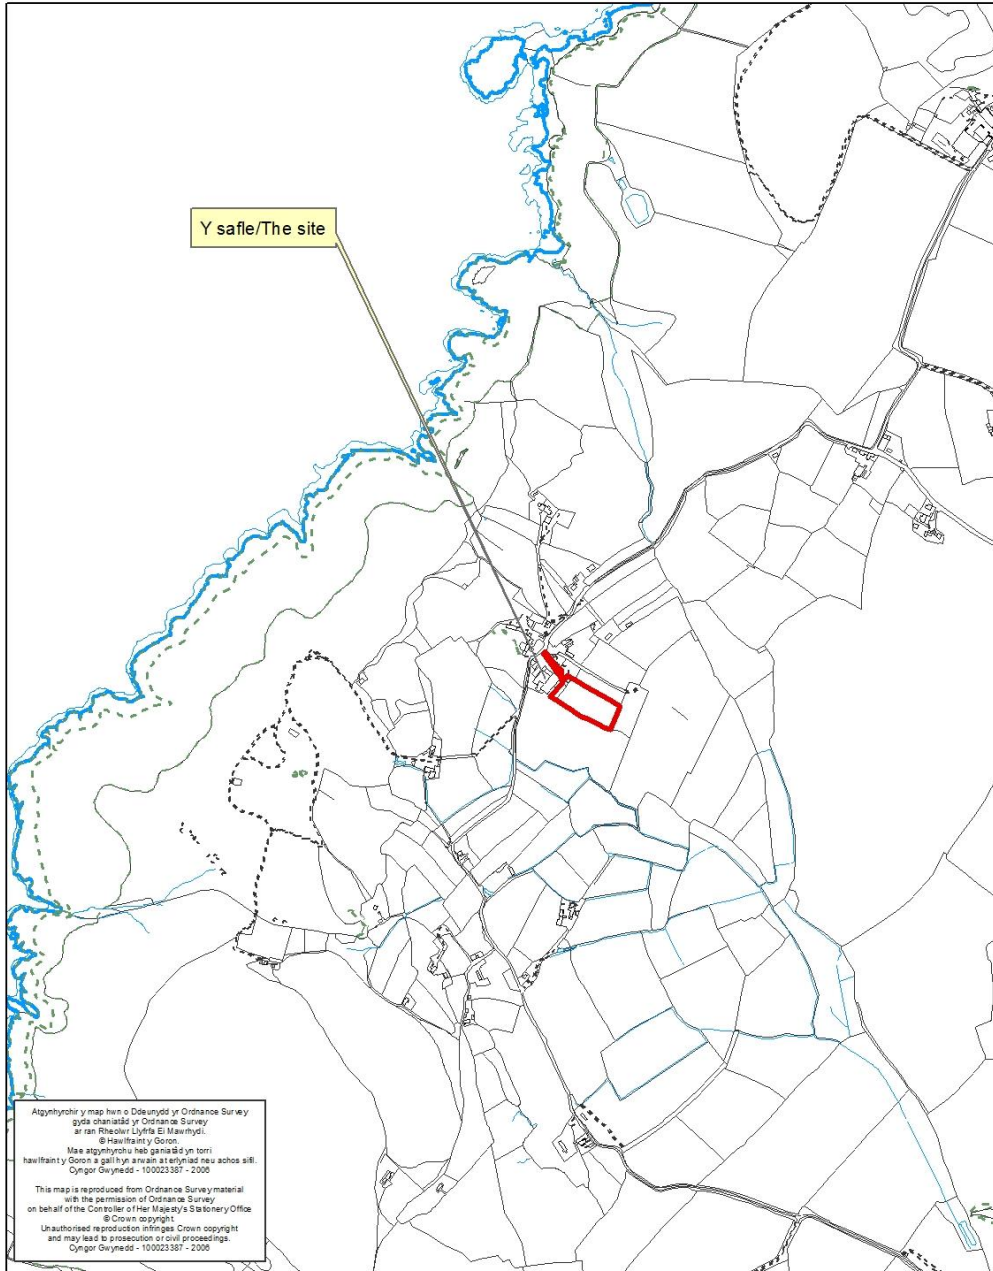 Y safle/The site
Atgynhyrchir y map hwn o Ddeunydd yr Ordnance Survey
gyda chaniatâd yr Ordnance Survey
ar ran Rheolwr Llyfrfa Ei Mawrhydi.
© Hawlfraint y Goron.
Mae atgynhyrchu heb ganiatâd yn torri
hawlfraint y Goron a gall hyn arwain at erlyniad neu achos sifil.
Cyngor Gwynedd - 100023387 - 2006
This map is reproduced from Ordnance Survey material
with the permission of Ordnance Survey
on behalf of the Controller of Her Majesty's Stationery Office
© Crown copyright.
Unauthorised reproduction infringes Crown copyright
and may lead to prosecution or civil proceedings.
Cyngor Gwynedd - 100023387 - 2006